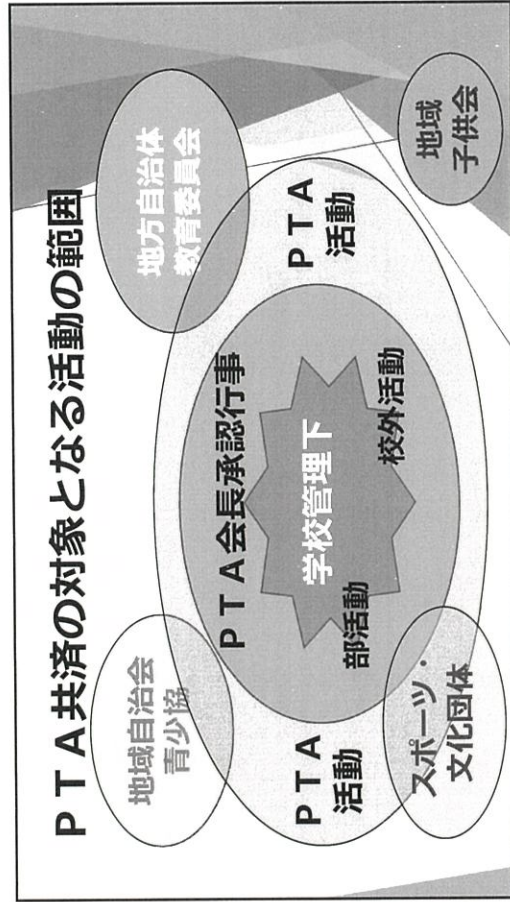 ＰＴＡ共済の対象となる活動の範囲
地域自治会
青少協
地方自治体
教育委員会
ＰＴＡ会長承認行事
ＰＴＡ
活動
学校管理下
ＰＴＡ
活動
部活動
校外活動
スポーツ・
文化団体
地域
子供会